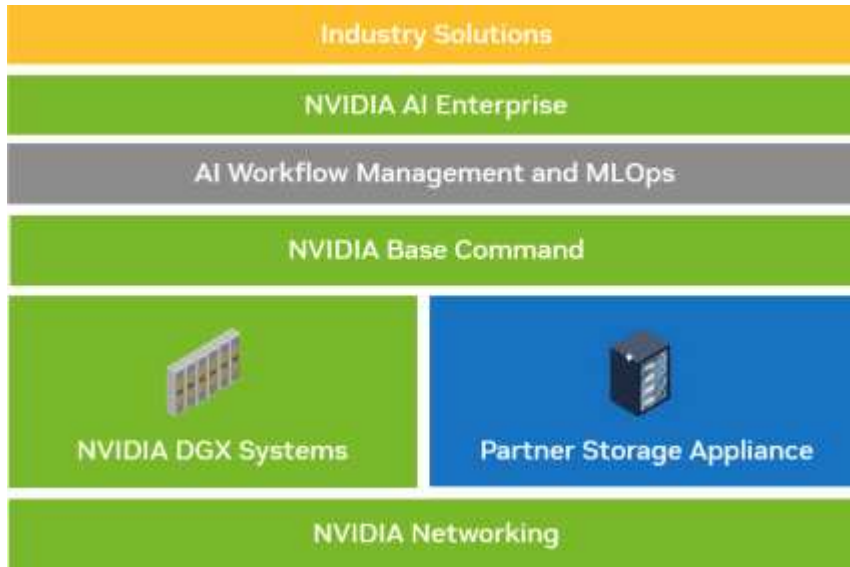 Industry Solutions
NVIDIA AI Enterprise
AI Workflow Management and MLOps
NVIDIA Base Command
NVIDIA DGX Systems
Partner Storage Appliance
NVIDIA Networking